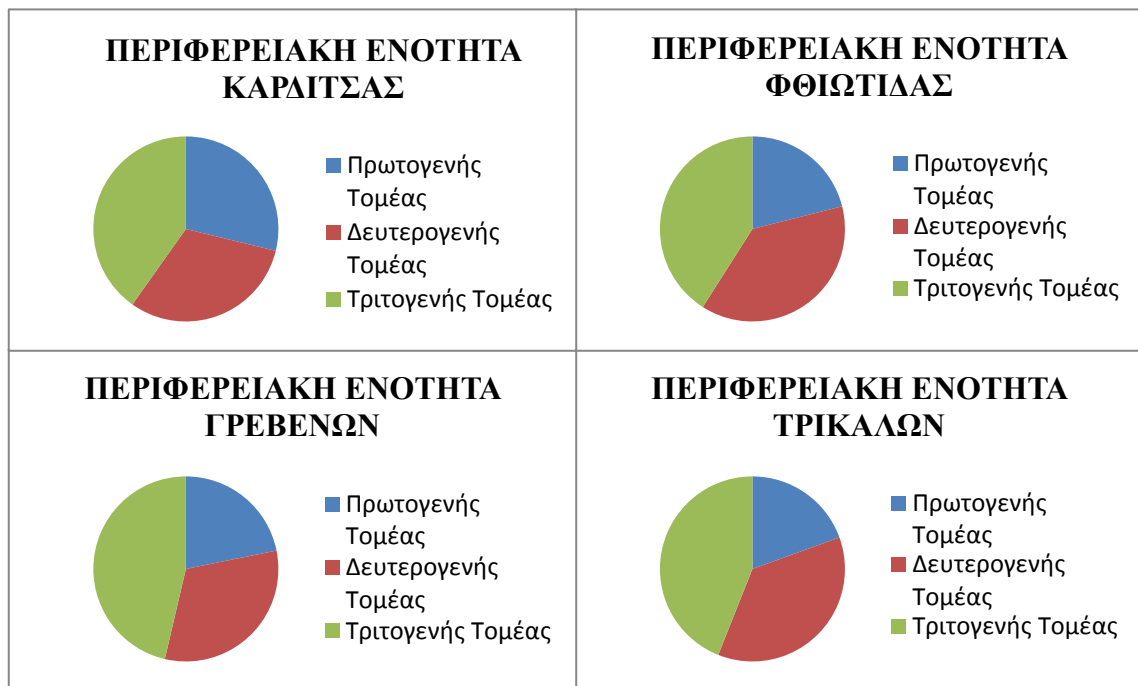 ΠΕΡΙΦΕΡΕΙΑΚΗ ΕΝΟΤΗΤΑ
ΚΑΡΔΙΤΣΑΣ
Πρωτογενής
Τομέας
Δευτερογενής
Τομέας
Τριτογενής Τομέας
ΠΕΡΙΦΕΡΕΙΑΚΗ ΕΝΟΤΗΤΑ
ΦΘΙΩΤΙΔΑΣ
Πρωτογενής
Τομέας
Δευτερογενής
Τομέας
Τριτογενής Τομέας
ΠΕΡΙΦΕΡΕΙΑΚΗ ΕΝΟΤΗΤΑ
ΓΡΕΒΕΝΩΝ
Πρωτογενής
Τομέας
Δευτερογενής
Τομέας
Τριτογενής Τομέας
ΠΕΡΙΦΕΡΕΙΑΚΗ ΕΝΟΤΗΤΑ
ΤΡΙΚΑΛΩΝ
Πρωτογενής
Τομέας
Δευτερογενής
Τομέας
Τριτογενής Τομέας